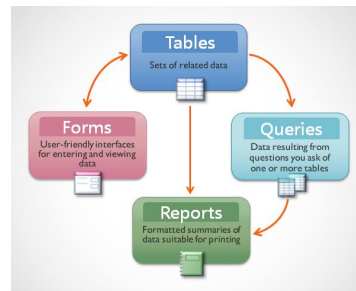 Tables
Sets of related data
Forms
User-friendly interfaces
for entering and viewing
data
Queries
Data resulting from
questions you ask of
one or more tables
Reports
Formatted summaries of
data suitable for printing